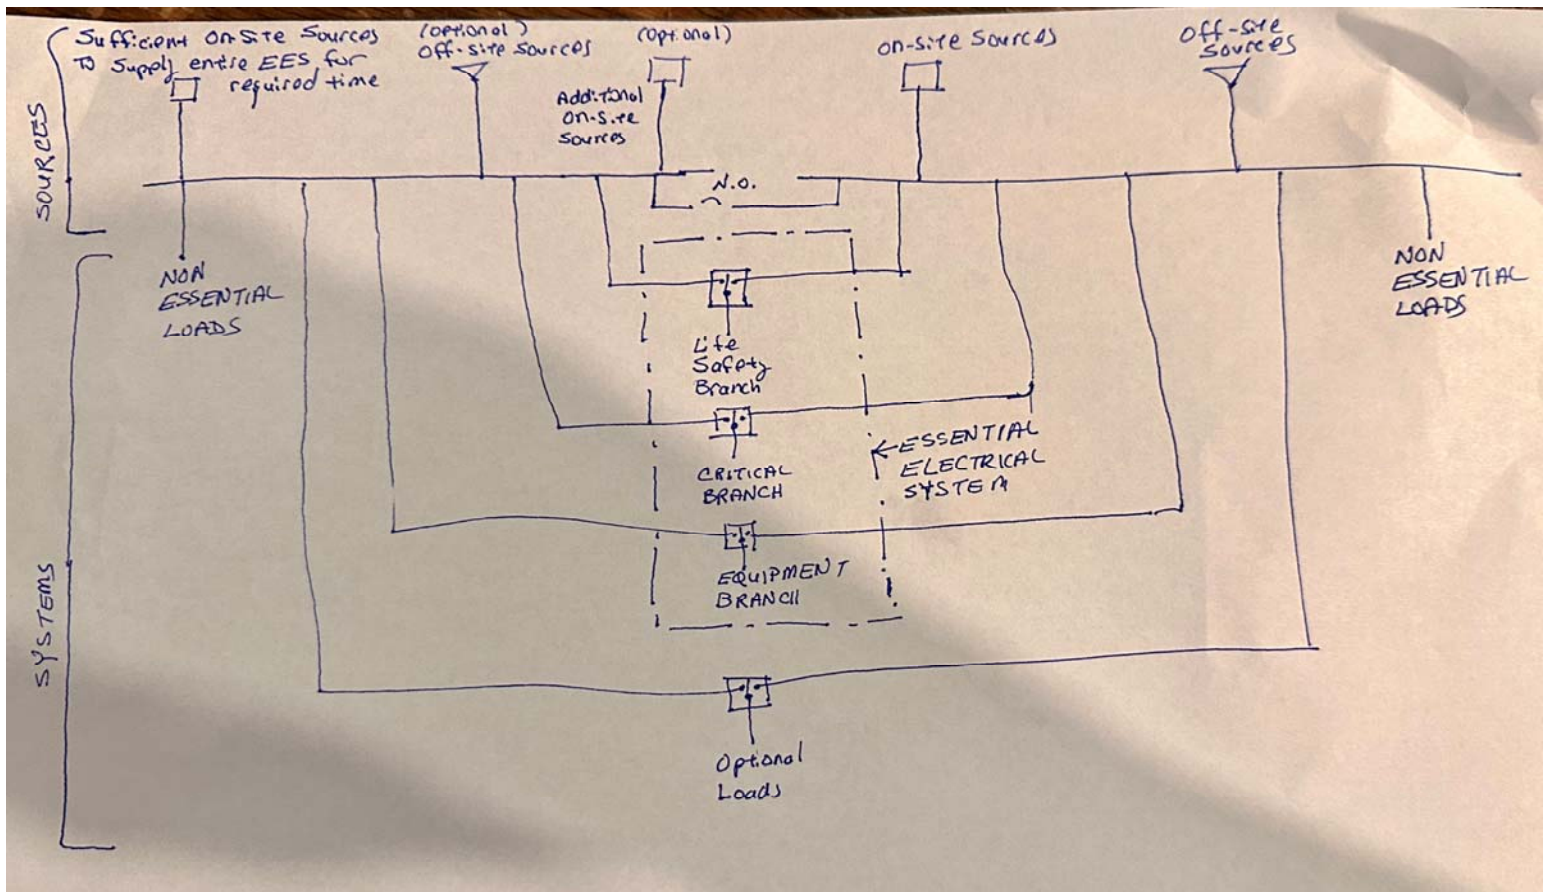 Sufficient On-Site Sources
To Supply entire EES for
required time
(optional)
Off-site Sources
(optional)
Additional
On-Site
Sources
On-site Sources
Off-site
Sources
SOURCES
N.O.
NON
ESSENTIAL
LOADS
NON
ESSENTIAL
LOADS
Life
Safety
Branch
ESSENTIAL
ELECTRICAL
SYSTEM
CRITICAL
BRANCH
EQUIPMENT
BRANCH
SYSTEMS
Optional
Loads